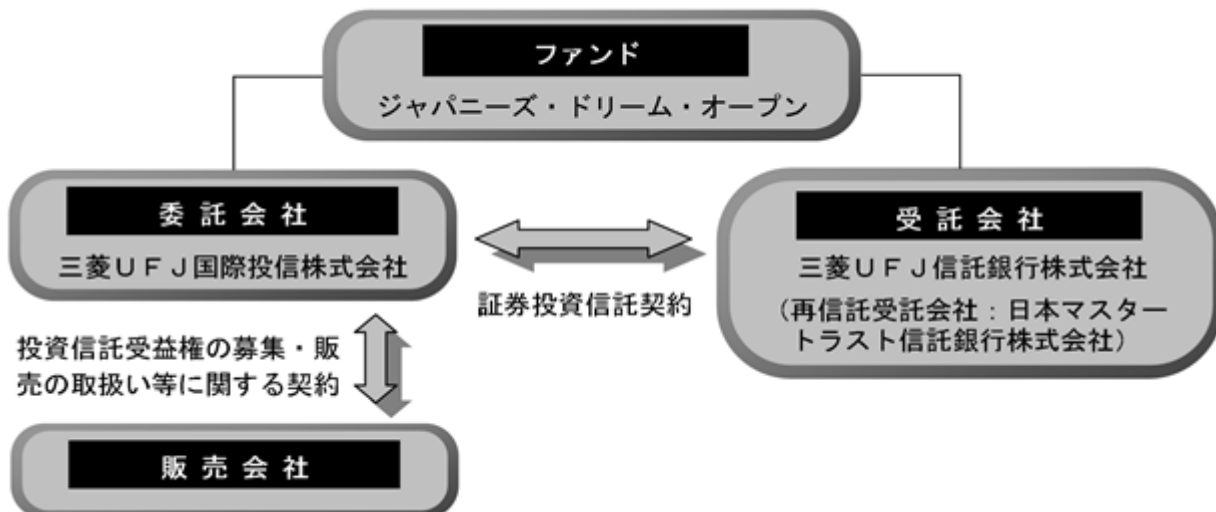 ファンド
ジャパニーズ・ドリーム・オープン
委託会社
三菱ＵＦＪ国際投信株式会社
証券投資信託契約
受託会社
三菱ＵＦＪ信託銀行株式会社
（再信託受託会社：日本マスター
トラスト信託銀行株式会社）
投資信託受益権の募集・販
売の取扱い等に関する契約
販売会社